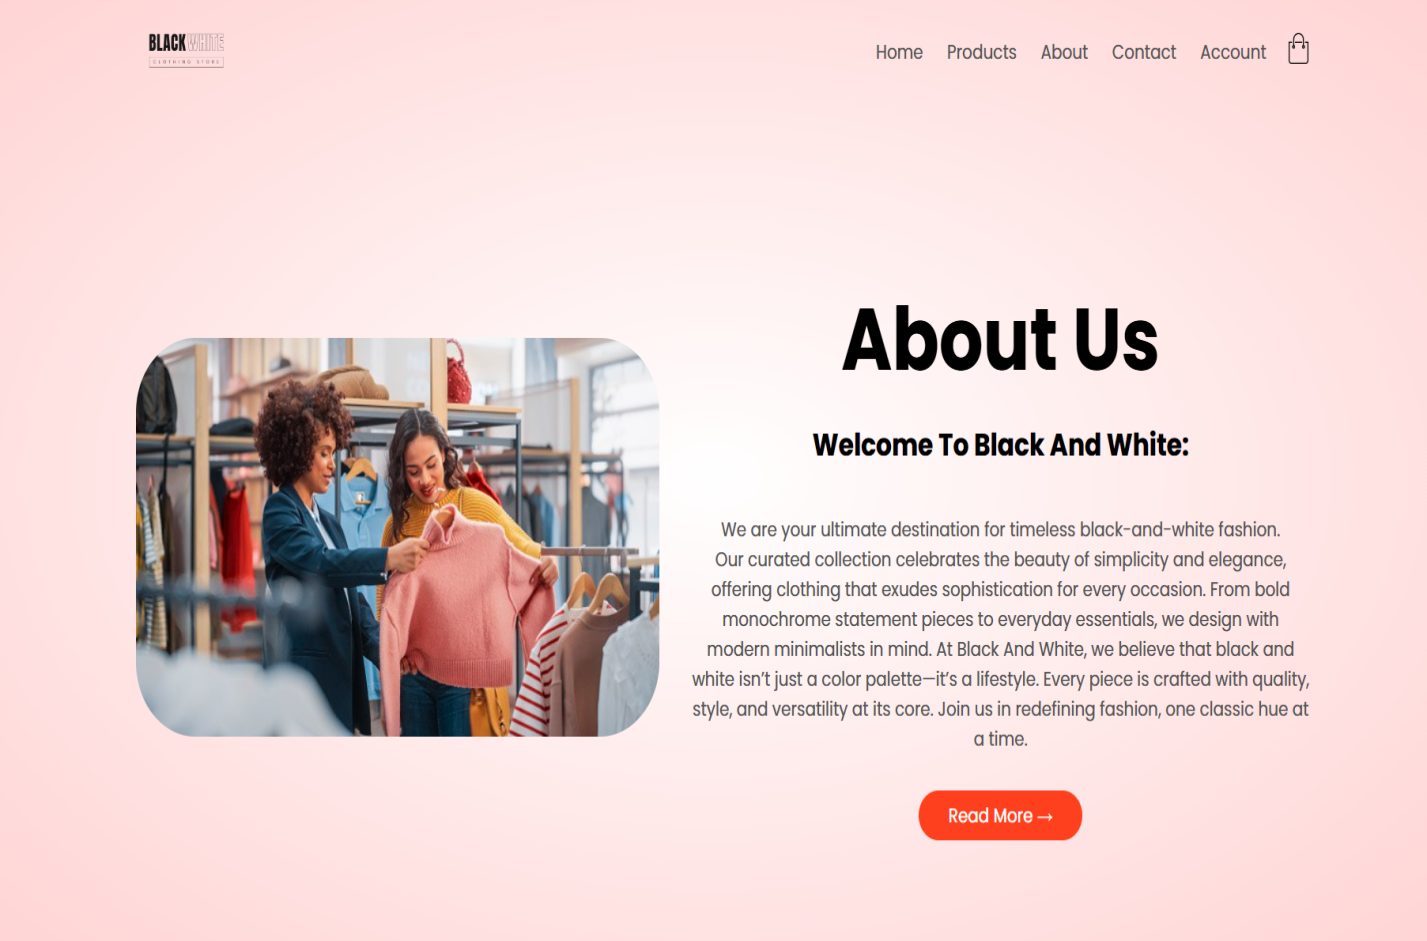 BLACKWHITE
CLOTHING STORE
Home Products About Contact Account
About Us
Welcome To Black And White:
We are your ultimate destination for timeless black-and-white fashion.
Our curated collection celebrates the beauty of simplicity and elegance,
offering clothing that exudes sophistication for every occasion. From bold
monochrome statement pieces to everyday essentials, we design with
modern minimalists in mind. At Black And White, we believe that black and
white isn’t just a color palette—it’s a lifestyle. Every piece is crafted with quality,
style, and versatility at its core. Join us in redefining fashion, one classic hue at
a time.
Read More →